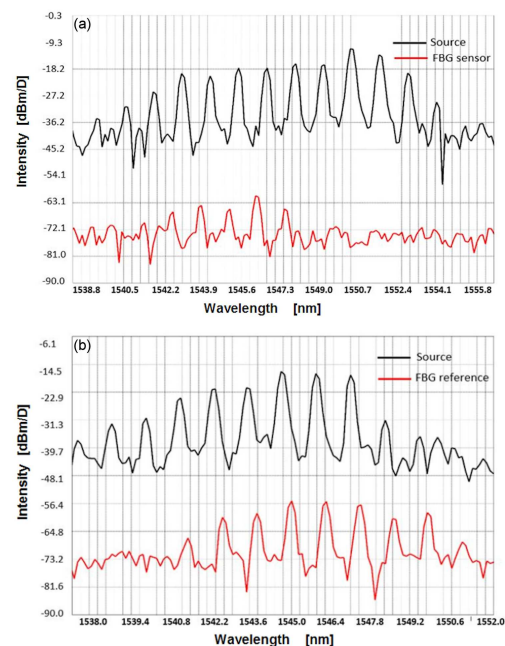 (a)
Source
FBG sensor
Intensity [dBm/D]
-0.3
-9.3
-18.2
-27.2
-36.2
-45.2
-54.1
-63.1
-72.1
-81.0
-90.0
1538.8 1540.5 1542.2 1543.9 1545.6 1547.3 1548.9 1550.7 1552.4 1554.1 1555.8
Wavelength [nm]
(b)
Source
FBG reference
Intensity [dBm/D]
-6.1
-14.5
-22.9
-31.3
-39.7
-48.1
-56.4
-64.8
-73.2
-81.6
-90.0
1538.0 1539.4 1540.8 1542.2 1543.6 1545.0 1546.4 1547.8 1549.2 1550.6 1552.0
Wavelength [nm]